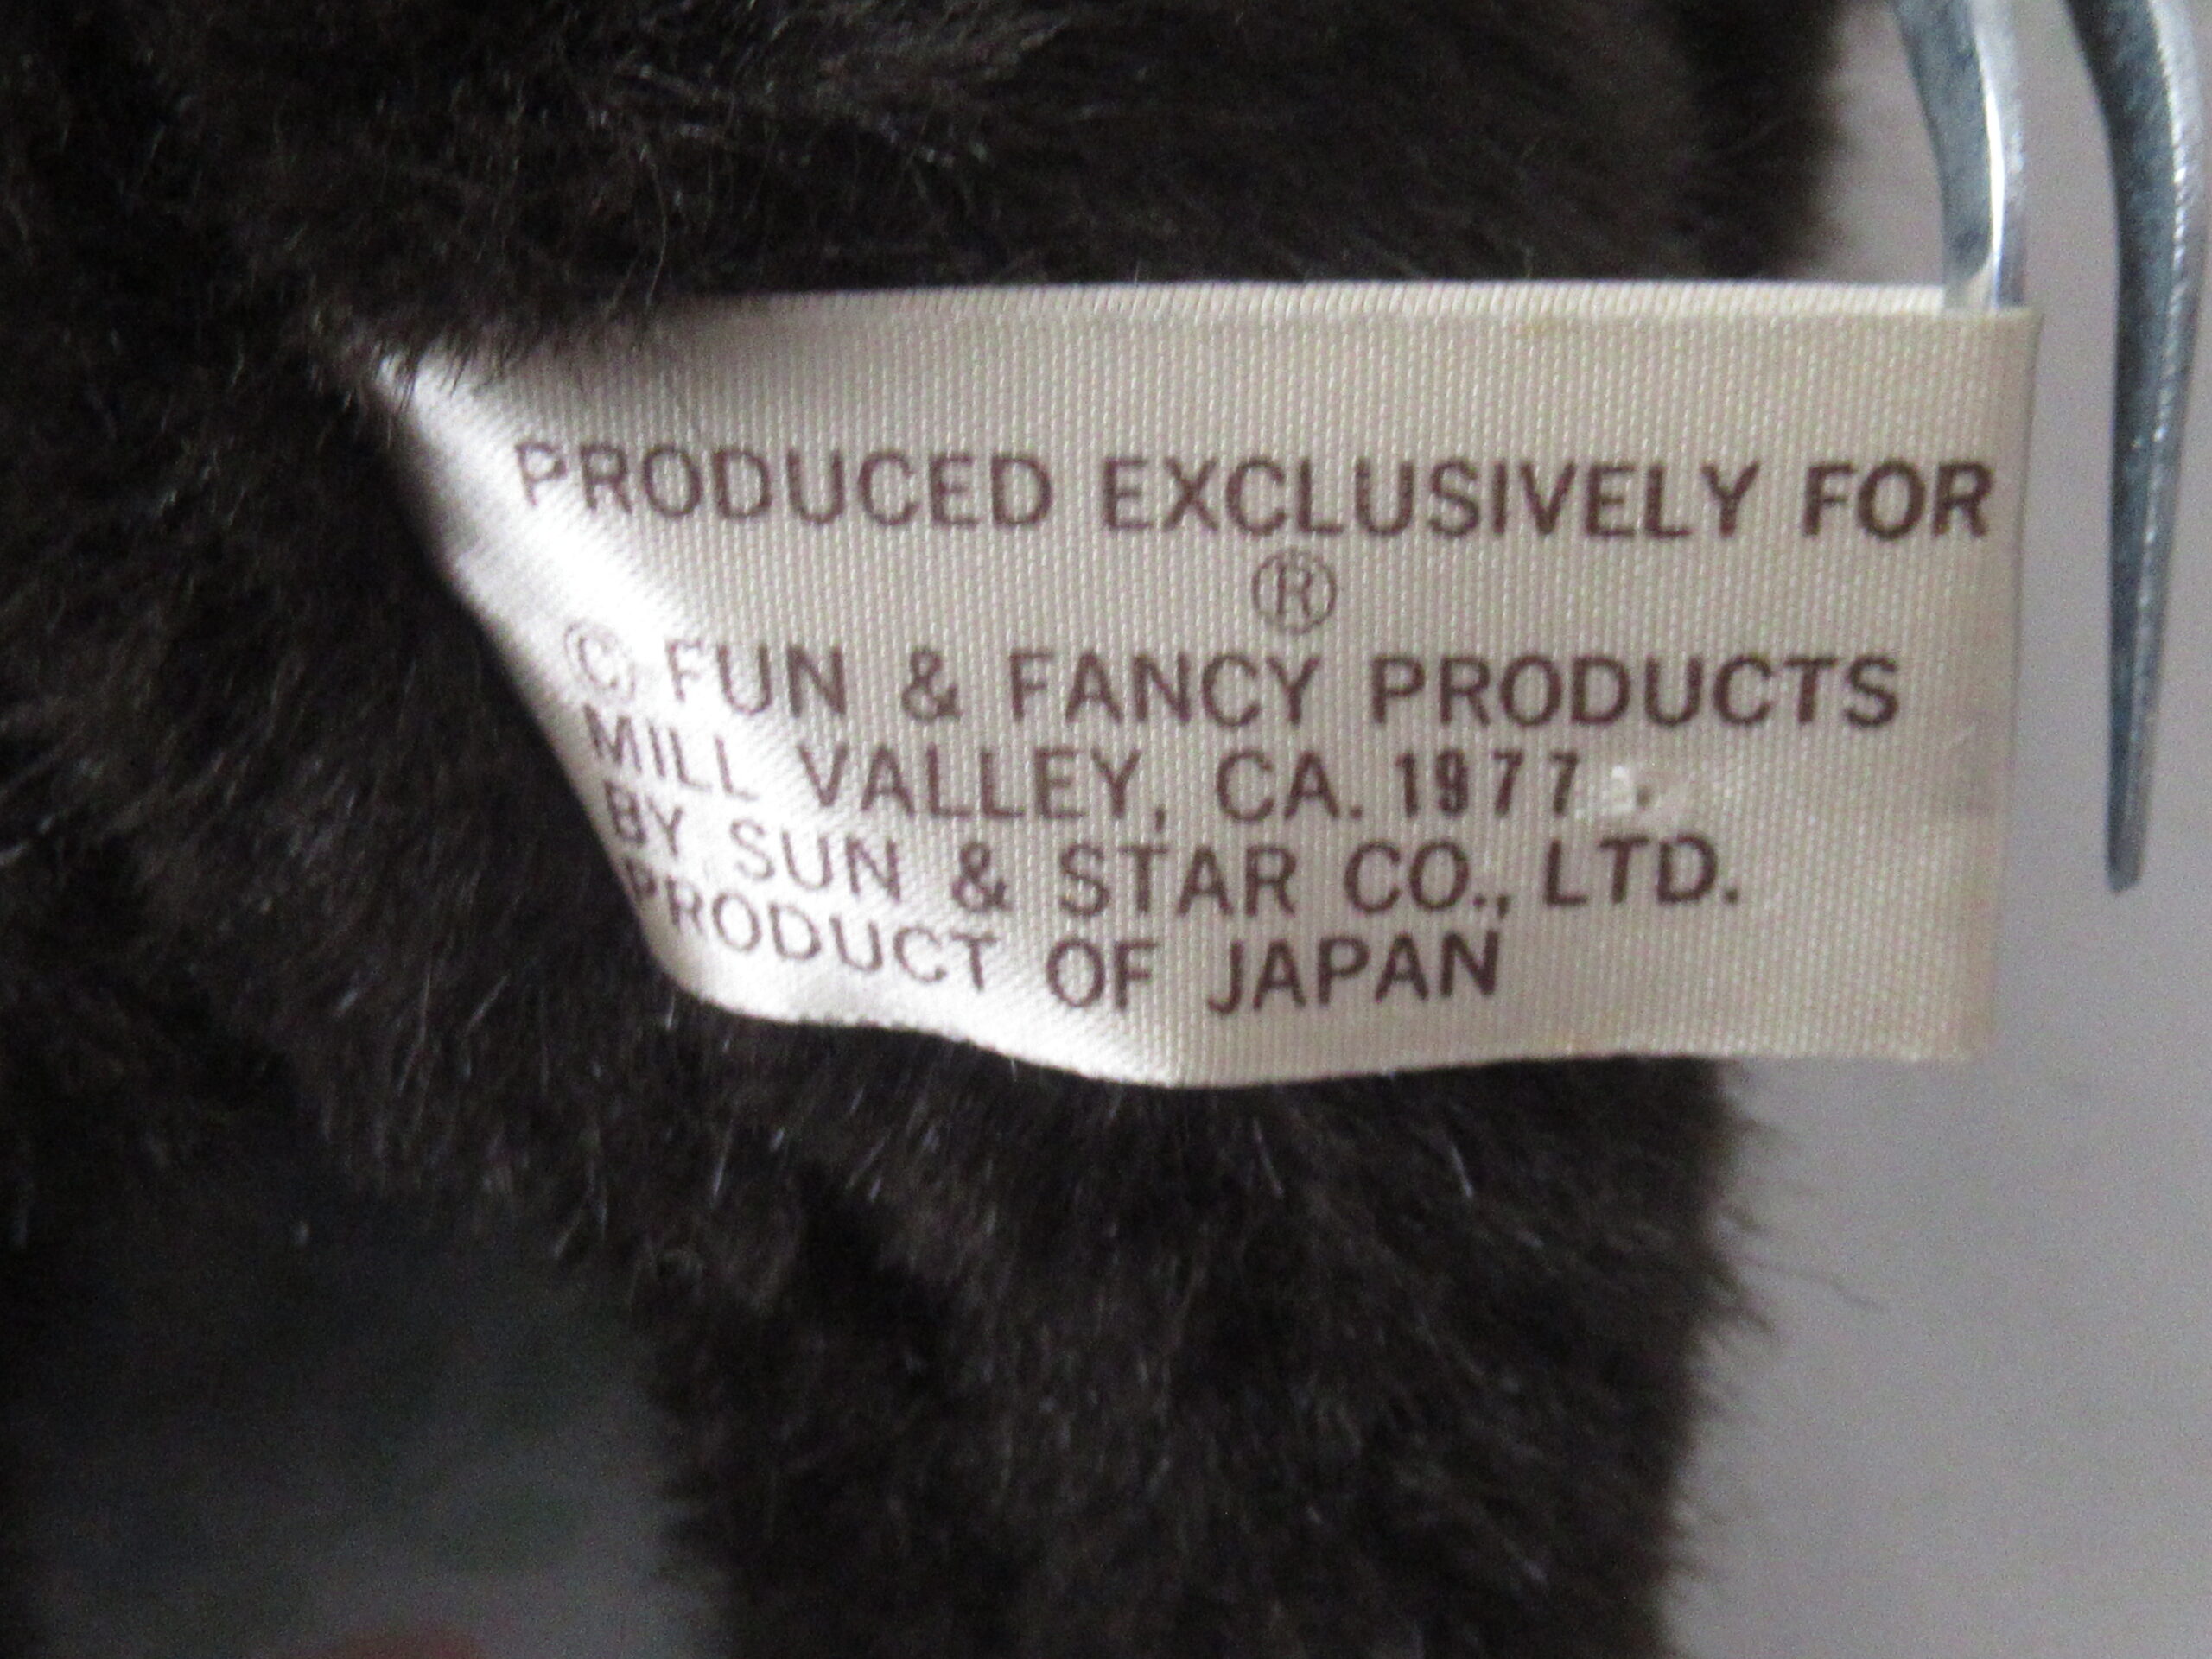 PRODUCED EXCLUSIVELY FOR
®
© FUN & FANCY PRODUCTS
MILL VALLEY, CA. 1977
BY SUN & STAR CO., LTD.
PRODUCT OF JAPAN